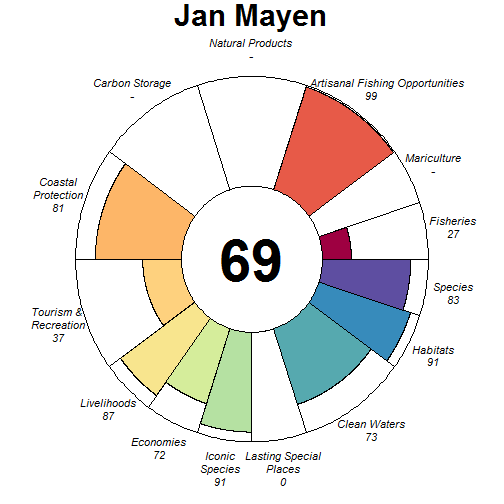 Jan Mayen
Natural Products
-
Carbon Storage
-
Artisanal Fishing Opportunities
99
Mariculture
-
Coastal
Protection
81
Fisheries
27
69
Species
83
Tourism &
Recreation
37
Habitats
91
Livelihoods
87
Clean Waters
73
Economies
72
Iconic
Species
91
Lasting Special
Places
0